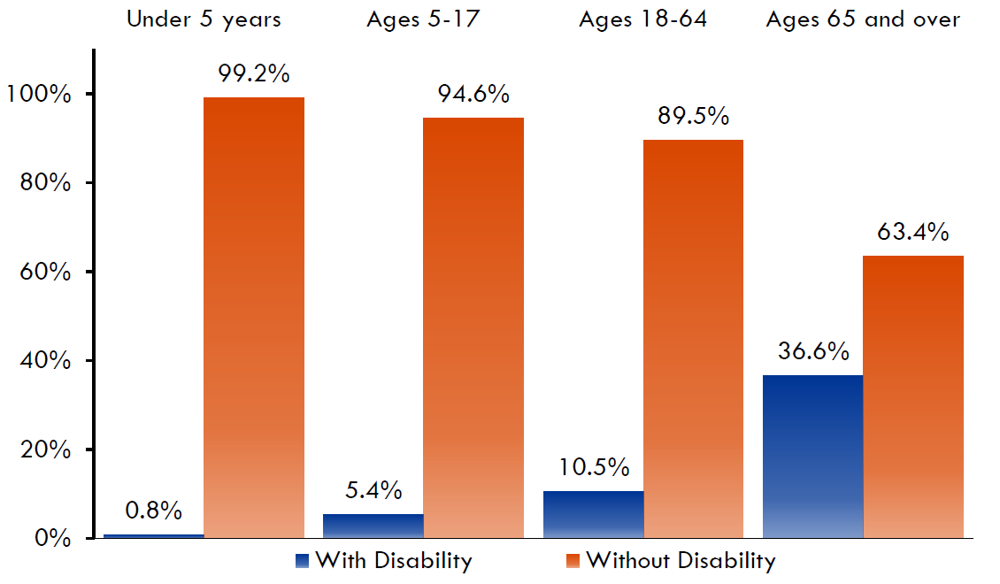 Under 5 years
Ages 5-17
Ages 18-64
Ages 65 and over
100%
80%
60%
40%
20%
0%
0.8%
99.2%
5.4%
94.6%
10.5%
89.5%
36.6%
63.4%
With Disability
Without Disability